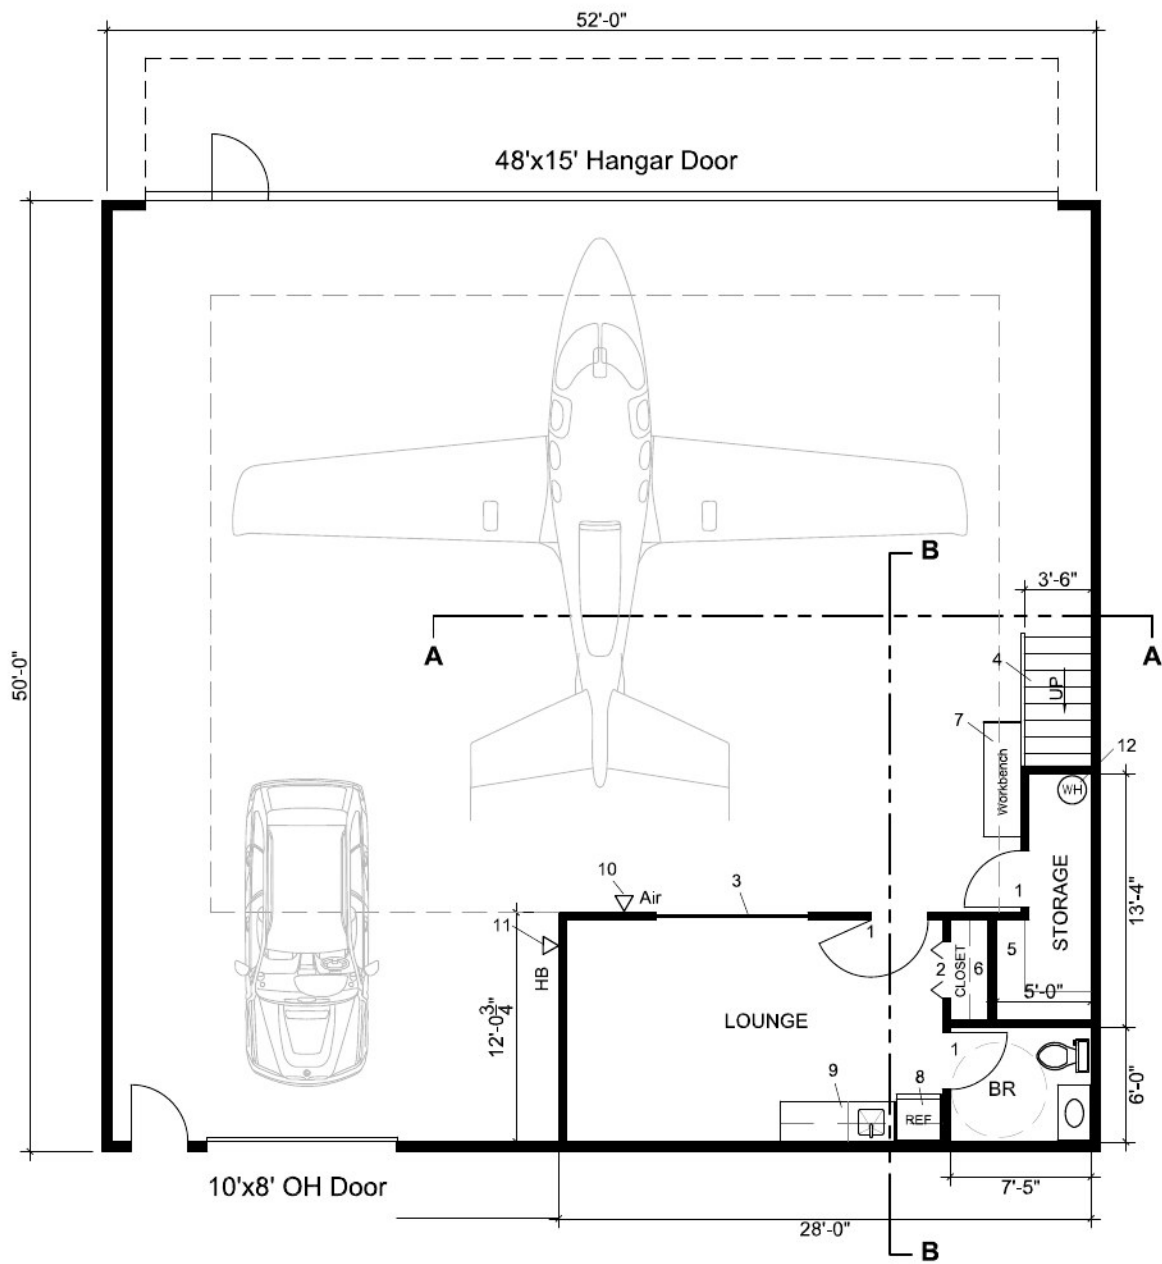 52'-0"
48'x15' Hangar Door
B
3'-6"
A
A
50'-0"
4
UP
7
12
Workbench
WH
10
Air
3
1
STORAGE
13'-4"
11
HB
1
2
CLOSET
6
5
5'-0"
12'-0 3/4"
LOUNGE
1
BR
6'-0"
9
8
REF
10'x8' OH Door
7'-5"
28'-0"
B